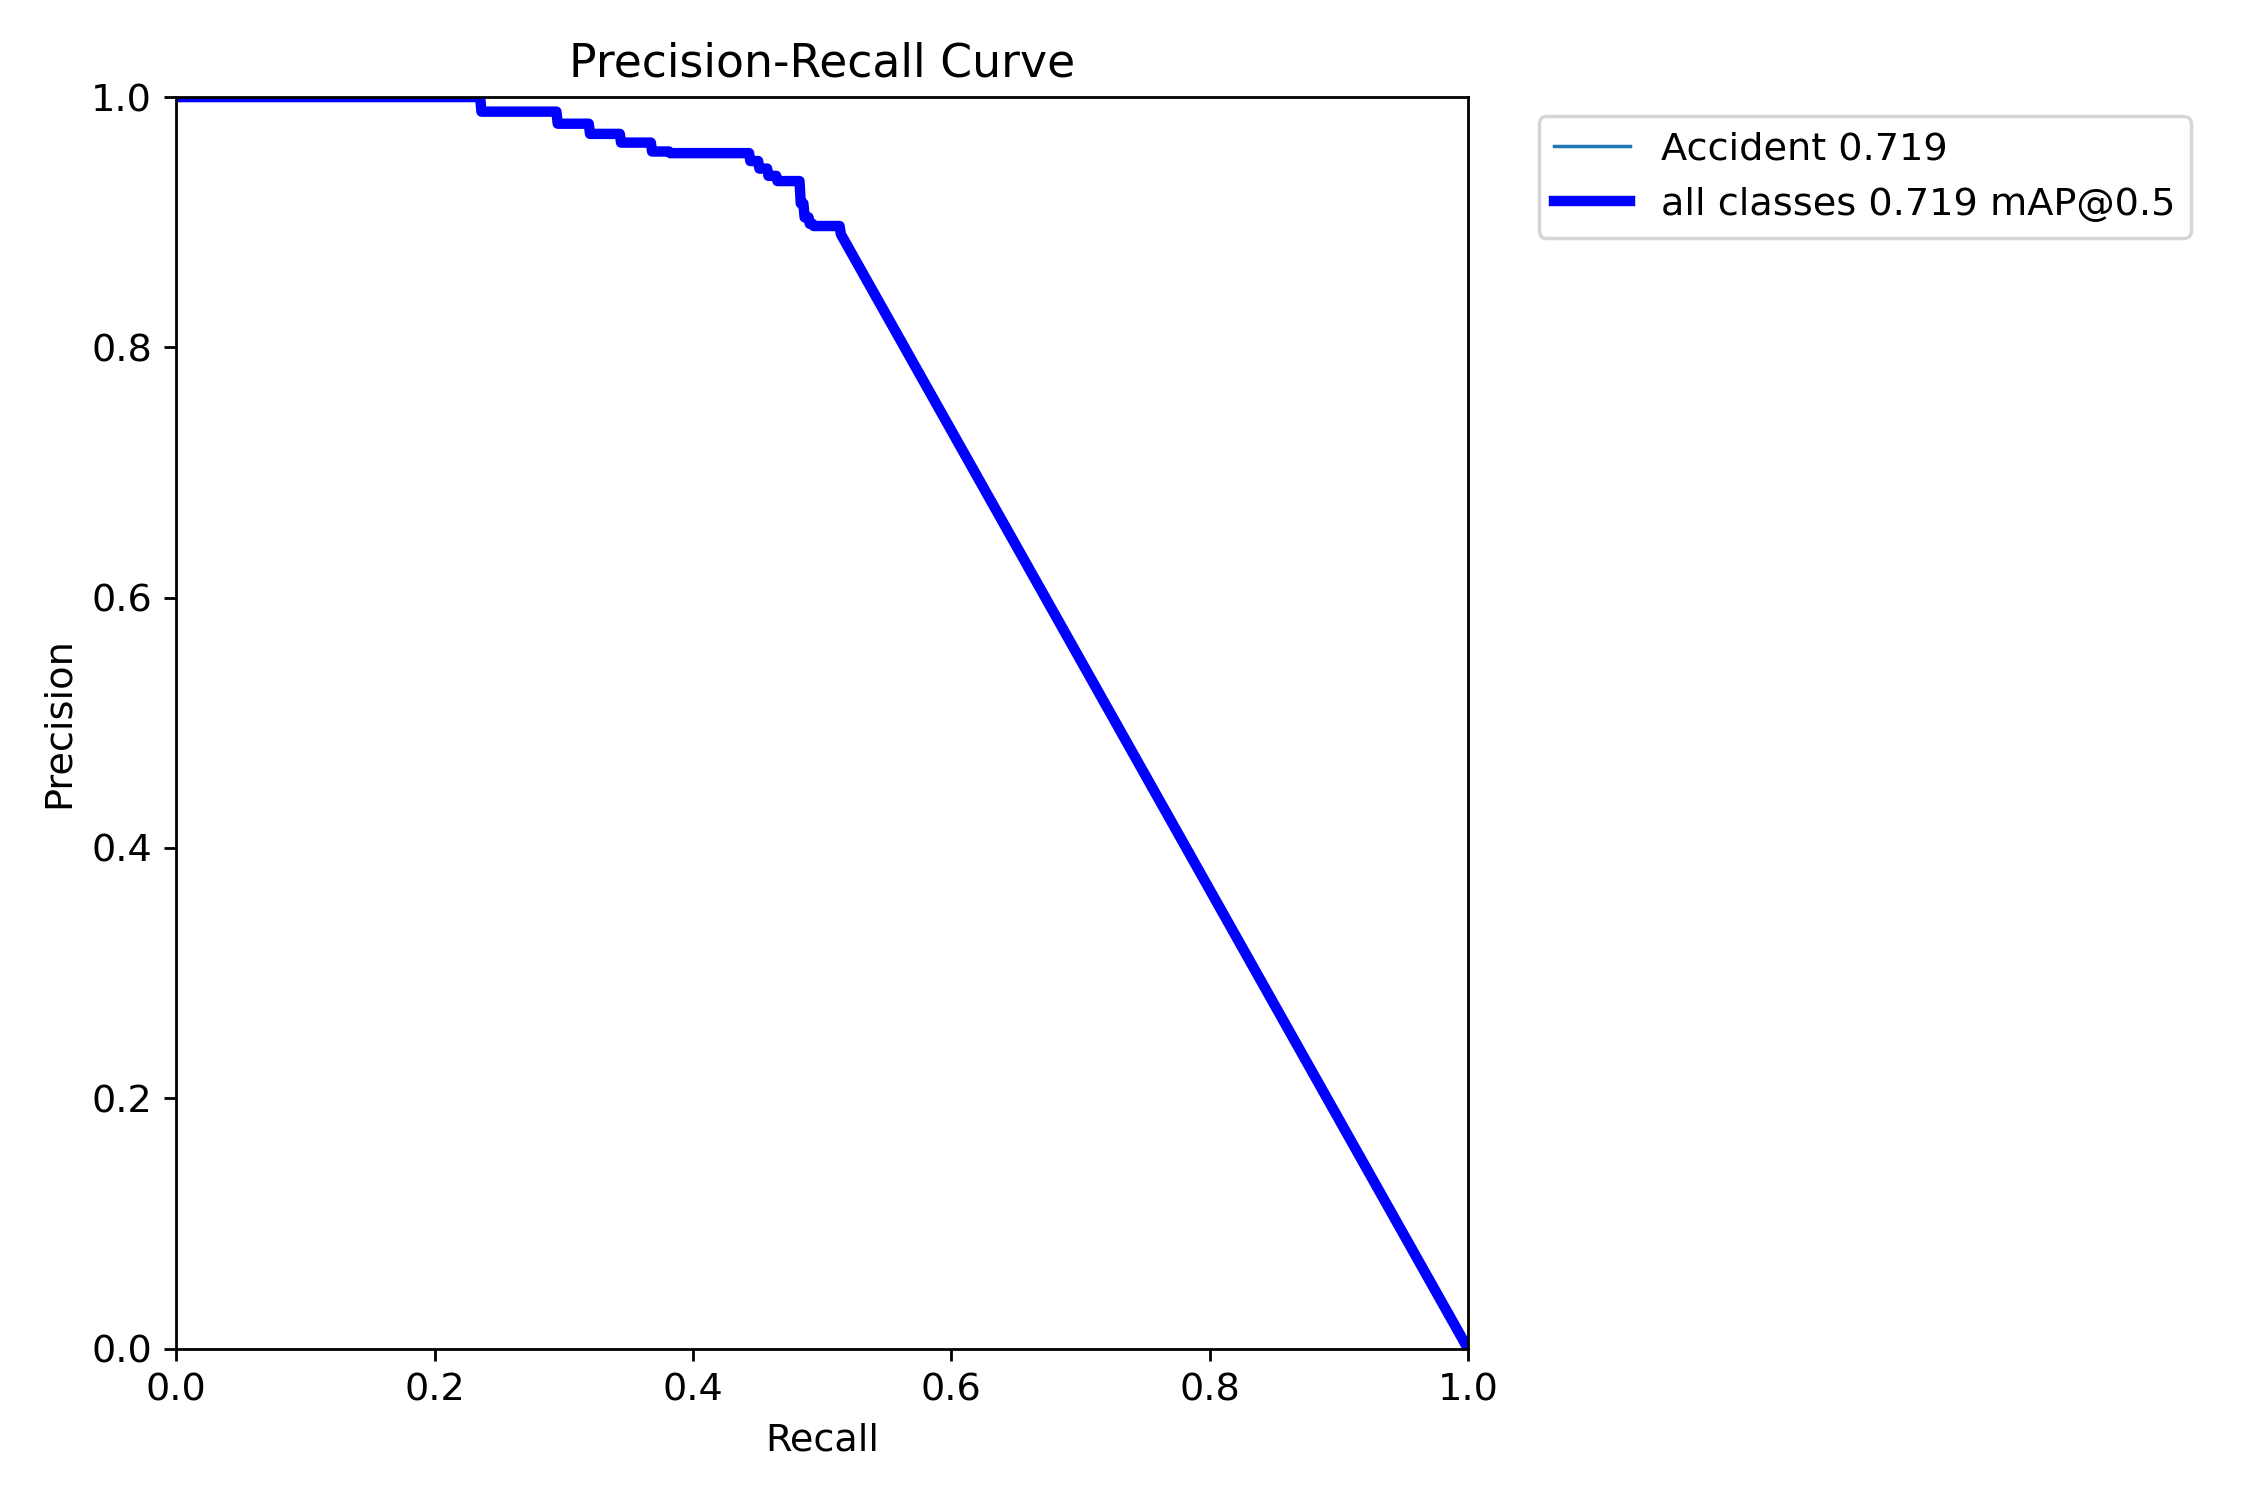 Precision-Recall Curve
1.0
0.8
0.6
0.4
0.2
0.0
Precision
0.0 0.2 0.4 0.6 0.8 1.0
Recall
Accident 0.719
all classes 0.719 mAP@0.5